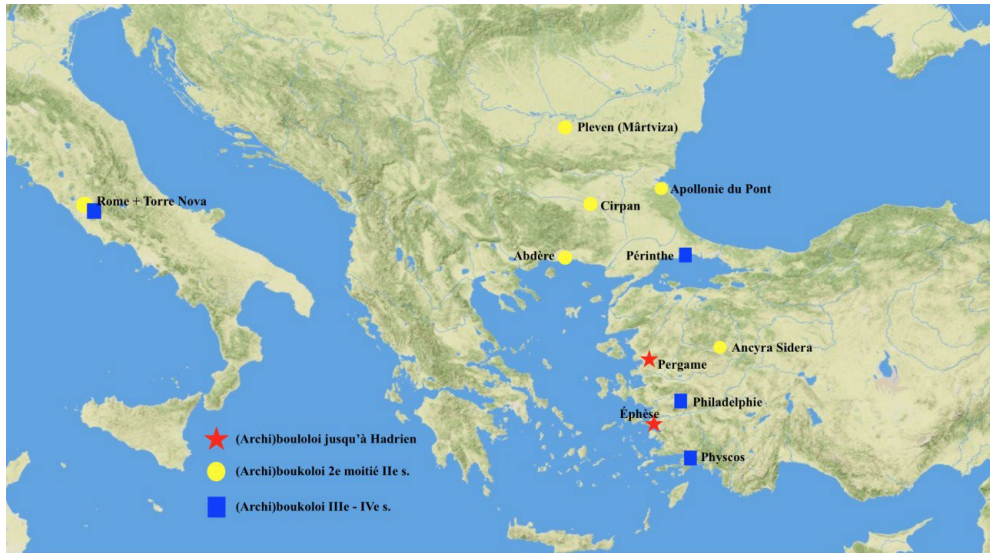 Pleven (Mârtviza)
Apollonie du Pont
Rome + Torre Nova
Cirpan
Abdère
Périnthe
Ancyra Sidera
Pergame
Philadelphie
Éphèse
(Archi)bouloloi jusqu'à Hadrien
Physcos
(Archi)boukoloi 2e moitié IIe s.
(Archi)boukoloi IIIe - IVe s.